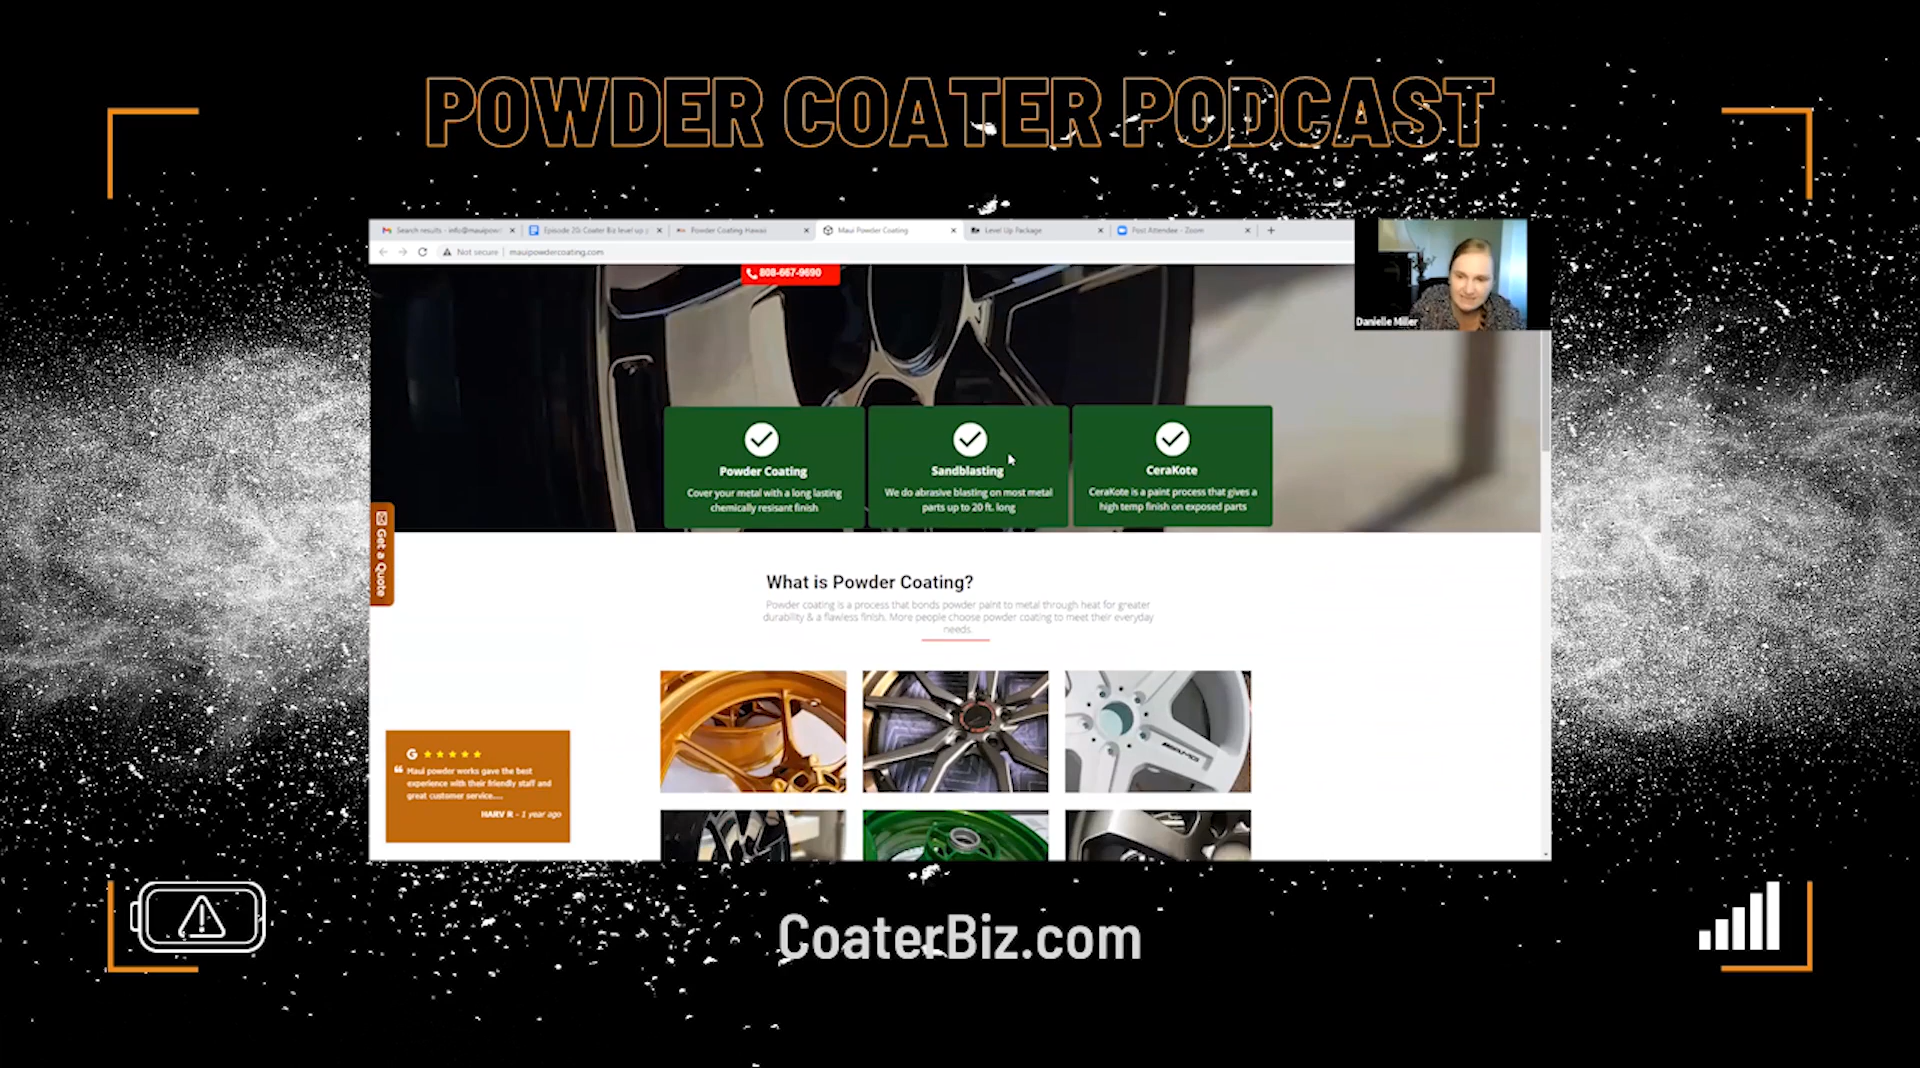 POWDER COATER PODCAST
Search results - info@mauipowd
Episode 20: Coater Biz level up p
Powder Coating Hawaii
Maui Powder Coating
Level Up Package
Post Attendee - Zoom
Not secure | mauipowdercoating.com
808-667-9690
Danielle Miller
Powder Coating
Cover your metal with a long lasting
chemically resisant finish
Sandblasting
We do abrasive blasting on most metal
parts up to 20 ft. long
CeraKote
CeraKote is a paint process that gives a
high temp finish on exposed parts
Get a Quote
What is Powder Coating?
Powder coating is a process that bonds powder paint to metal through heat for greater
durability & a flawless finish. More people choose powder coating to meet their everyday
needs.
G
“ Maui powder works gave the best
experience with their friendly staff and
great customer service....
HARV R - 1 year ago
AMG
CoaterBiz.com